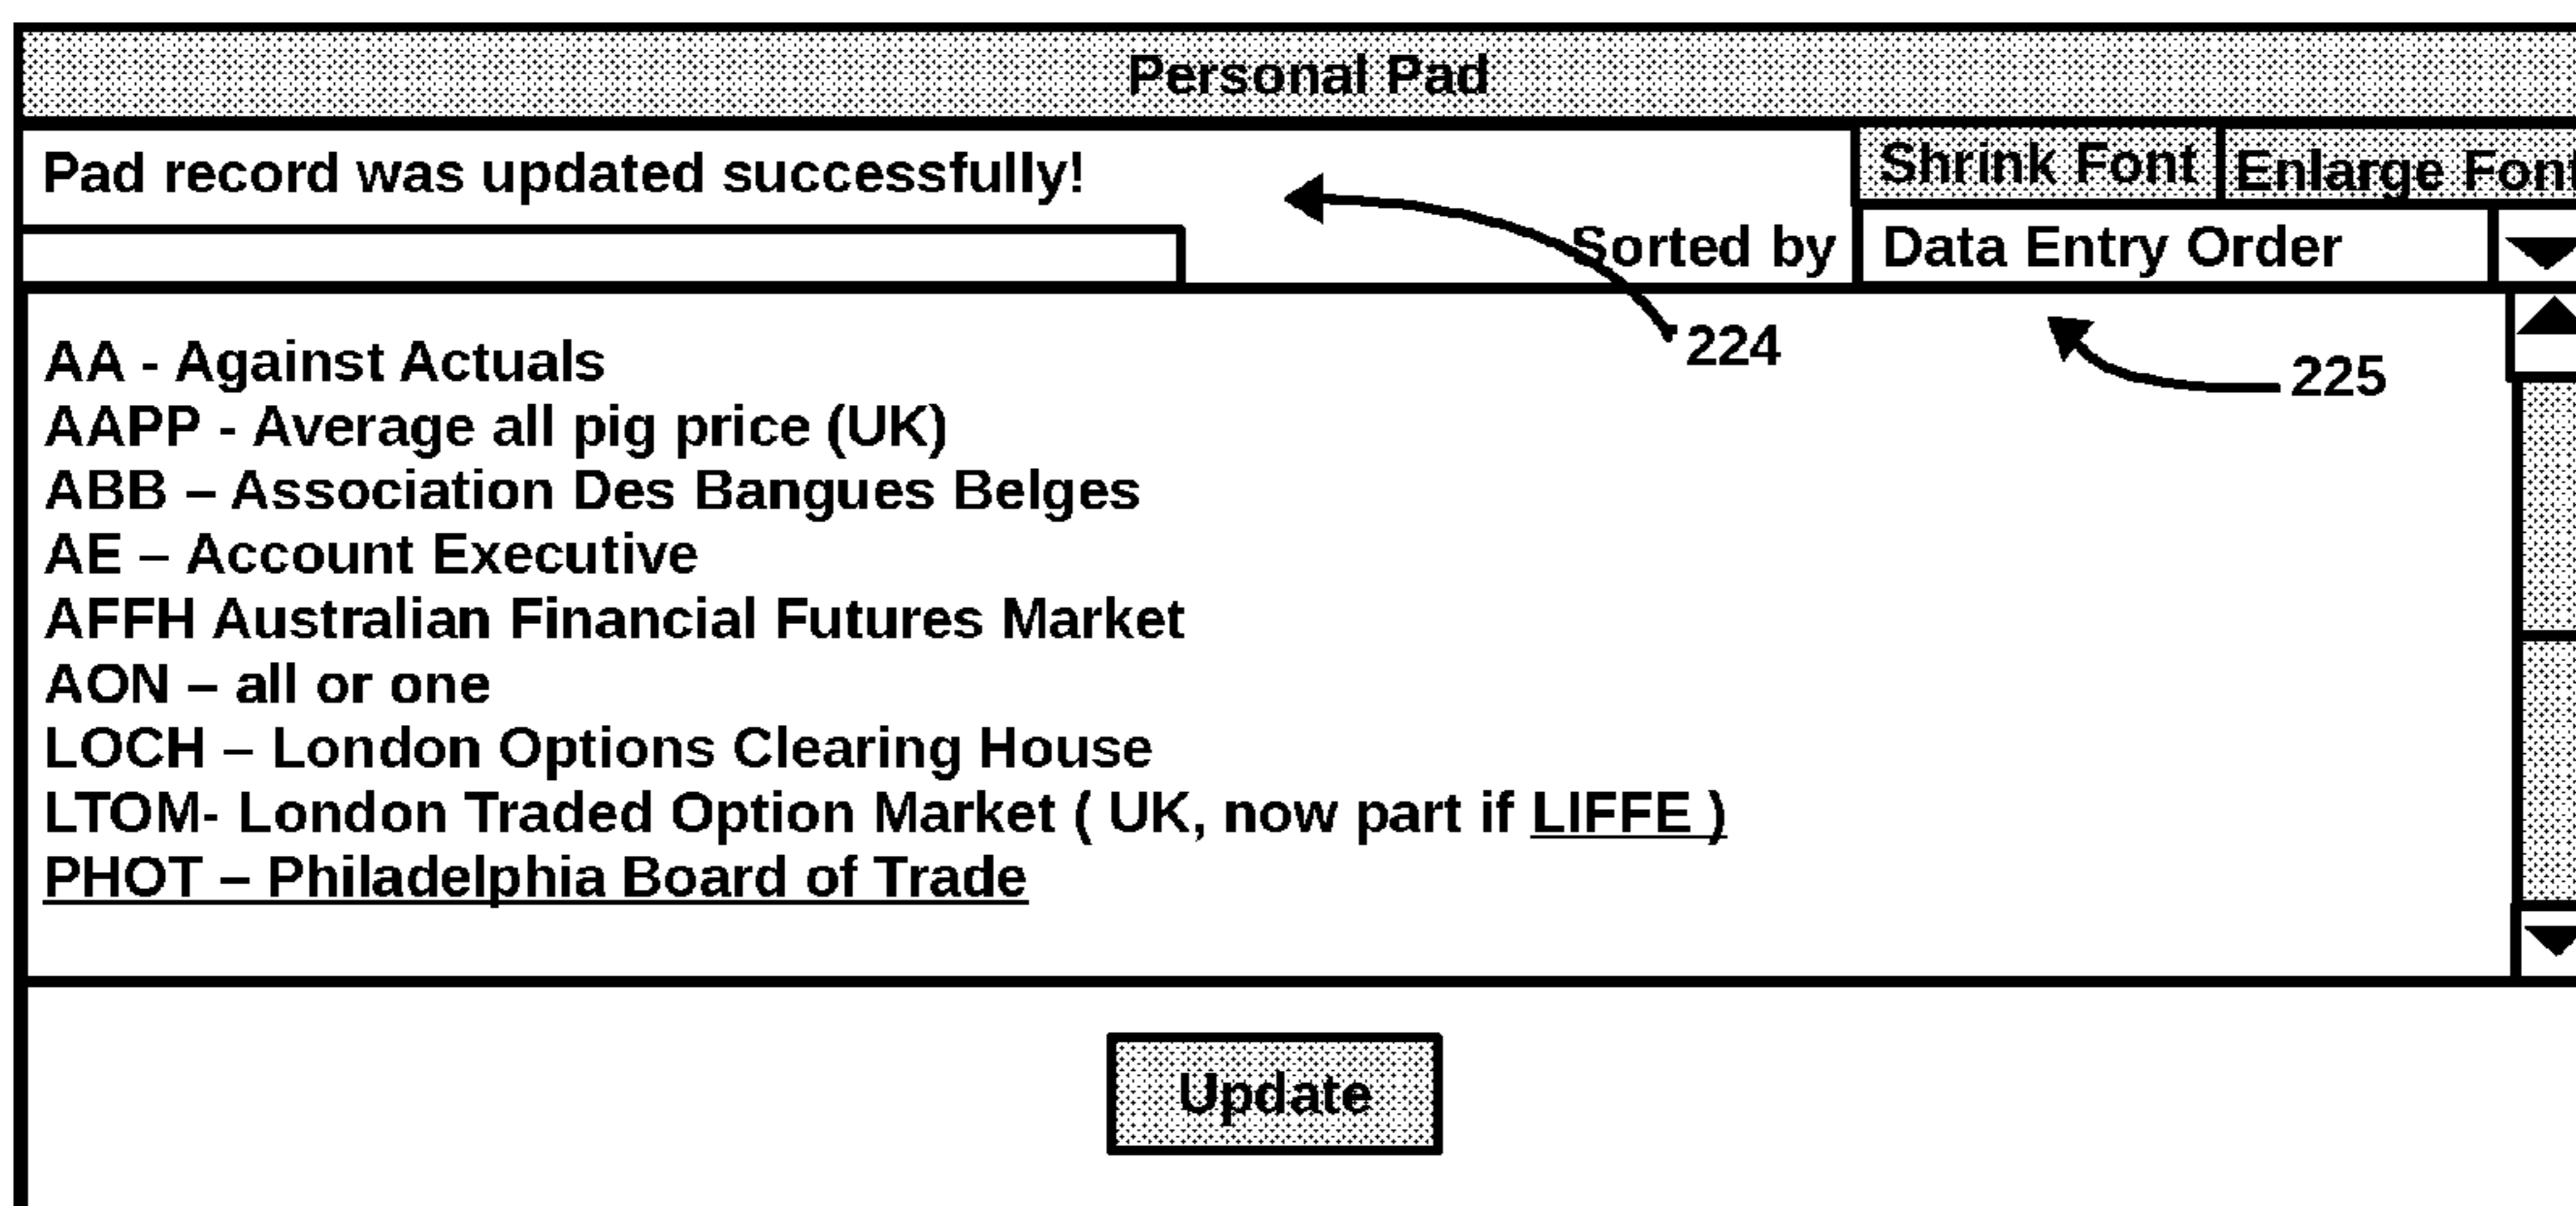 Personal Pad
Pad record was updated successfully!
Shrink Font
Enlarge Font
Sorted by
Data Entry Order
224
225
AA - Against Actuals
AAPP - Average all pig price (UK)
ABB – Association Des Bangues Belges
AE – Account Executive
AFFH Australian Financial Futures Market
AON – all or one
LOCH – London Options Clearing House
LTOM- London Traded Option Market ( UK, now part if LIFFE )
PHOT – Philadelphia Board of Trade
Update